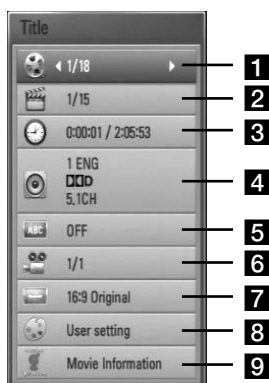 Title
1/18 1
1/15 2
0:00:01 / 2:05:53 3
1 ENG
DD D
5.1CH
4
ABC OFF 5
1/1 6
16:9 Original 7
User setting 8
Movie Information 9